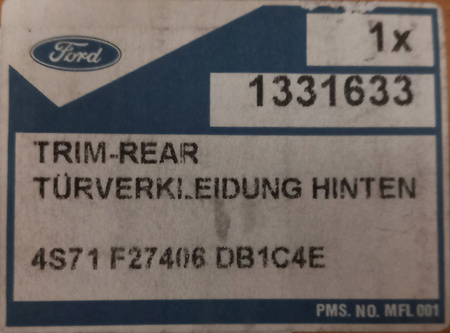 Ford
1x
1331633
TRIM-REAR
TÜRVERKLEIDUNG HINTEN
4S71 F27406 DB1C4E
PMS. NO. MFL 001